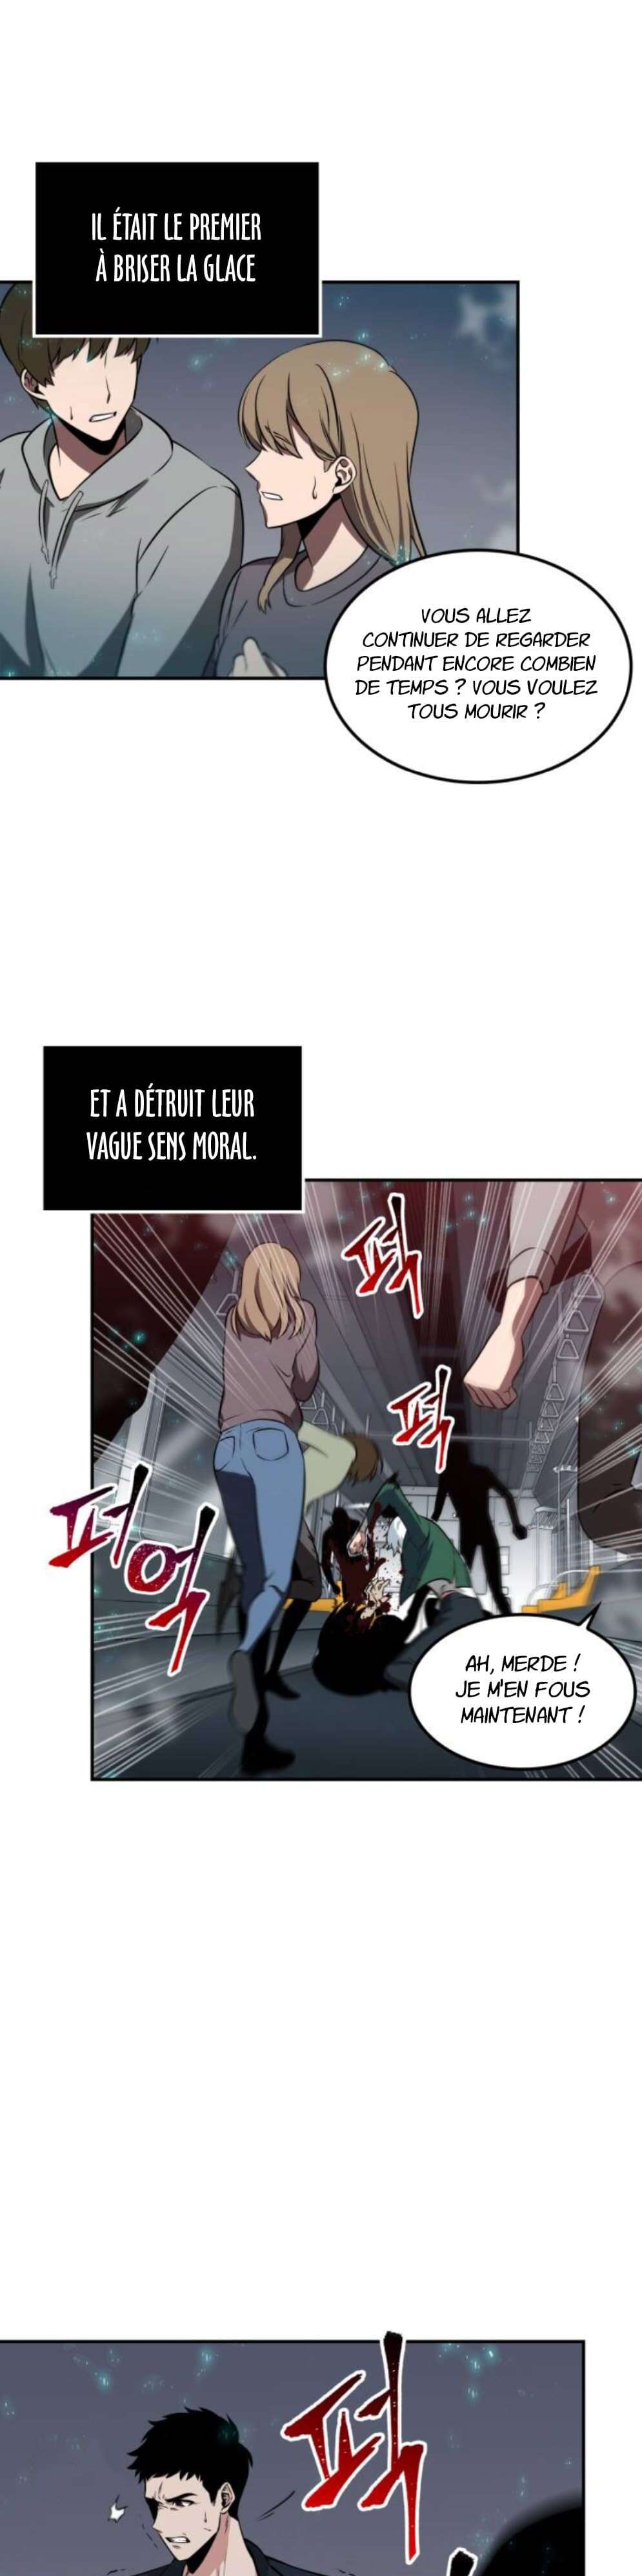 IL ÉTAIT LE PREMIER
À BRISER LA GLACE
VOUS ALLEZ
CONTINUER DE REGARDER
PENDANT ENCORE COMBIEN
DE TEMPS ? VOUS VOULEZ
TOUS MOURIR ?
ET A DÉTRUIT LEUR
VAGUE SENS MORAL.
퍽
퍽
퍼억
AH, MERDE !
JE M'EN FOUS
MAINTENANT !
퍽